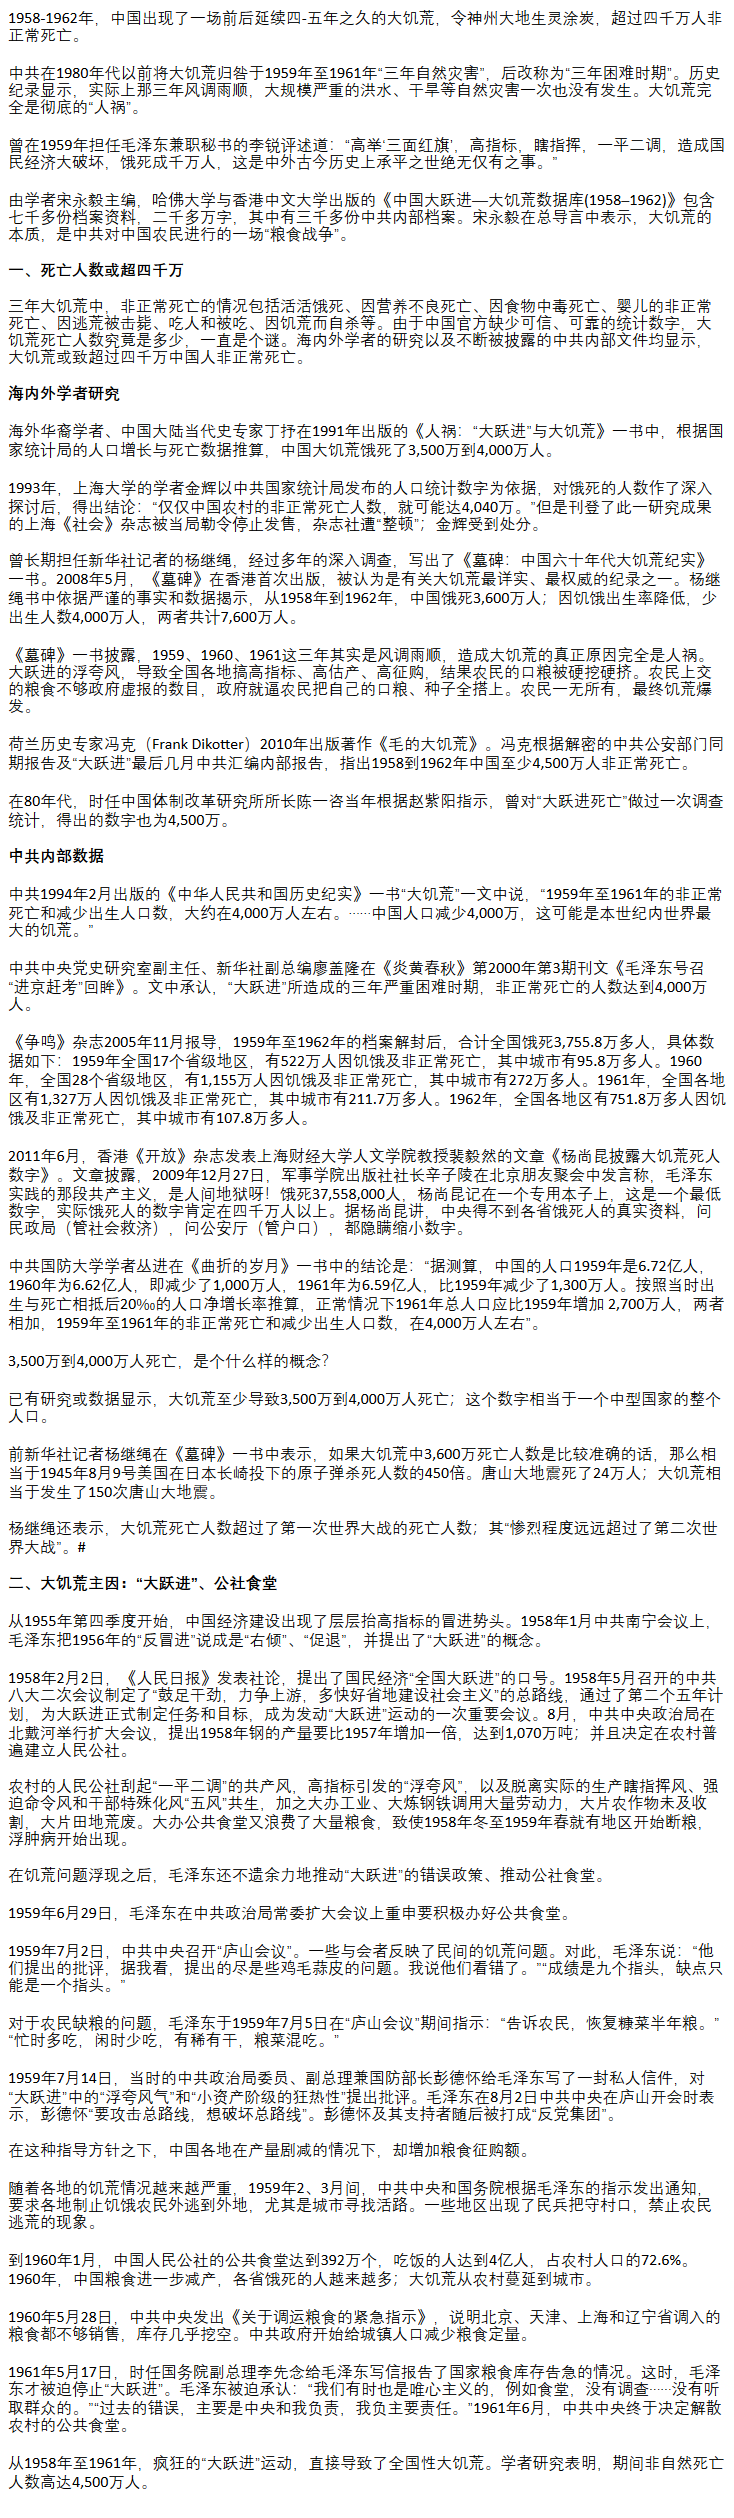 1958-1962年，中国出现了一场前后延续四-五年之久的大饥荒，令神州大地生灵涂炭，超过四千万人非
正常死亡。
中共在1980年代以前将大饥荒归咎于1959年至1961年“三年自然灾害”，后改称为“三年困难时期”。历史
纪录显示，实际上那三年风调雨顺，大规模严重的洪水、干旱等自然灾害一次也没有发生。大饥荒完
全是彻底的“人祸”。
曾在1959年担任毛泽东兼职秘书的李锐评述道：“高举‘三面红旗’，高指标，瞎指挥，一平二调，造成国
民经济大破坏，饿死成千万人，这是中外古今历史上承平之世绝无仅有之事。”
由学者宋永毅主编，哈佛大学与香港中文大学出版的《中国大跃进—大饥荒数据库(1958–1962)》包含
七千多份档案资料，二千多万字，其中有三千多份中共内部档案。宋永毅在总导言中表示，大饥荒的
本质，是中共对中国农民进行的一场“粮食战争”。
一、死亡人数或超四千万
三年大饥荒中，非正常死亡的情况包括活活饿死、因营养不良死亡、因食物中毒死亡、婴儿的非正常
死亡、因逃荒被击毙、吃人和被吃、因饥荒而自杀等。由于中国官方缺少可信、可靠的统计数字，大
饥荒死亡人数究竟是多少，一直是个谜。海内外学者的研究以及不断被披露的中共内部文件均显示，
大饥荒或致超过四千万中国人非正常死亡。
海内外学者研究
海外华裔学者、中国大陆当代史专家丁抒在1991年出版的《人祸：“大跃进”与大饥荒》一书中，根据国
家统计局的人口增长与死亡数据推算，中国大饥荒饿死了3,500万到4,000万人。
1993年，上海大学的学者金辉以中共国家统计局发布的人口统计数字为依据，对饿死的人数作了深入
探讨后，得出结论：“仅仅中国农村的非正常死亡人数，就可能达4,040万。”但是刊登了此一研究成果
的上海《社会》杂志被当局勒令停止发售，杂志社遭“整顿”；金辉受到处分。
曾长期担任新华社记者的杨继绳，经过多年的深入调查，写出了《墓碑：中国六十年代大饥荒纪实》
一书。2008年5月，《墓碑》在香港首次出版，被认为是有关大饥荒最详实、最权威的纪录之一。杨继
绳书中依据严谨的事实和数据揭示，从1958年到1962年，中国饿死3,600万人；因饥饿出生率降低，少
出生人数4,000万人，两者共计7,600万人。
《墓碑》一书披露，1959、1960、1961这三年其实是风调雨顺，造成大饥荒的真正原因完全是人祸。
大跃进的浮夸风，导致全国各地搞高指标、高估产、高征购，结果农民的口粮被硬挖硬挤。农民上交
的粮食不够政府虚报的数目，政府就逼农民把自己的口粮、种子全搭上。农民一无所有，最终饥荒爆
发。
荷兰历史专家冯克（Frank Dikotter）2010年出版著作《毛的大饥荒》。冯克根据解密的中共公安部门同
期报告及“大跃进”最后几月中共汇编内部报告，指出1958到1962年中国至少4,500万人非正常死亡。
在80年代，时任中国体制改革研究所所长陈一咨当年根据赵紫阳指示，曾对“大跃进死亡”做过一次调查
统计，得出的数字也为4,500万。
中共内部数据
中共1994年2月出版的《中华人民共和国历史纪实》一书“大饥荒”一文中说，“1959年至1961年的非正常
死亡和减少出生人口数，大约在4,000万人左右。……中国人口减少4,000万，这可能是本世纪内世界最
大的饥荒。”
中共中央党史研究室副主任、新华社副总编廖盖隆在《炎黄春秋》第2000年第3期刊文《毛泽东号召
“进京赶考”回眸》。文中承认，“大跃进”所造成的三年严重困难时期，非正常死亡的人数达到4,000万
人。
《争鸣》杂志2005年11月报导，1959年至1962年的档案解封后，合计全国饿死3,755.8万多人，具体数
据如下：1959年全国17个省级地区，有522万人因饥饿及非正常死亡，其中城市有95.8万多人。1960
年，全国28个省级地区，有1,155万人因饥饿及非正常死亡，其中城市有272万多人。1961年，全国各地
区有1,327万人因饥饿及非正常死亡，其中城市有211.7万多人。1962年，全国各地区有751.8万多人因饥
饿及非正常死亡，其中城市有107.8万多人。
2011年6月，香港《开放》杂志发表上海财经大学人文学院教授裴毅然的文章《杨尚昆披露大饥荒死人
数字》。文章披露，2009年12月27日，军事学院出版社社长辛子陵在北京朋友聚会中发言称，毛泽东
实践的那段共产主义，是人间地狱呀！饿死37,558,000人，杨尚昆记在一个专用本子上，这是一个最低
数字，实际饿死人的数字肯定在四千万人以上。据杨尚昆讲，中央得不到各省饿死人的真实资料，问
民政局（管社会救济），问公安厅（管户口），都隐瞒缩小数字。
中共国防大学学者丛进在《曲折的岁月》一书中的结论是：“据测算，中国的人口1959年是6.72亿人，
1960年为6.62亿人，即减少了1,000万人，1961年为6.59亿人，比1959年减少了1,300万人。按照当时出
生与死亡相抵后20‰的人口净增长率推算，正常情况下1961年总人口应比1959年增加 2,700万人，两者
相加，1959年至1961年的非正常死亡和减少出生人口数，在4,000万人左右”。
3,500万到4,000万人死亡，是个什么样的概念？
已有研究或数据显示，大饥荒至少导致3,500万到4,000万人死亡；这个数字相当于一个中型国家的整个
人口。
前新华社记者杨继绳在《墓碑》一书中表示，如果大饥荒中3,600万死亡人数是比较准确的话，那么相
当于1945年8月9号美国在日本长崎投下的原子弹杀死人数的450倍。唐山大地震死了24万人；大饥荒相
当于发生了150次唐山大地震。
杨继绳还表示，大饥荒死亡人数超过了第一次世界大战的死亡人数；其“惨烈程度远远超过了第二次世
界大战”。#
二、大饥荒主因：“大跃进”、公社食堂
从1955年第四季度开始，中国经济建设出现了层层抬高指标的冒进势头。1958年1月中共南宁会议上，
毛泽东把1956年的“反冒进”说成是“右倾”、“促退”，并提出了“大跃进”的概念。
1958年2月2日，《人民日报》发表社论，提出了国民经济“全国大跃进”的口号。1958年5月召开的中共
八大二次会议制定了“鼓足干劲，力争上游，多快好省地建设社会主义”的总路线，通过了第二个五年计
划，为大跃进正式制定任务和目标，成为发动“大跃进”运动的一次重要会议。8月，中共中央政治局在
北戴河举行扩大会议，提出1958年钢的产量要比1957年增加一倍，达到1,070万吨；并且决定在农村普
遍建立人民公社。
农村的人民公社刮起“一平二调”的共产风，高指标引发的“浮夸风”，以及脱离实际的生产瞎指挥风、强
迫命令风和干部特殊化风“五风”共生，加之大办工业、大炼钢铁调用大量劳动力，大片农作物未及收
割，大片田地荒废。大办公共食堂又浪费了大量粮食，致使1958年冬至1959年春就有地区开始断粮，
浮肿病开始出现。
在饥荒问题浮现之后，毛泽东还不遗余力地推动“大跃进”的错误政策、推动公社食堂。
1959年6月29日，毛泽东在中共政治局常委扩大会议上重申要积极办好公共食堂。
1959年7月2日，中共中央召开“庐山会议”。一些与会者反映了民间的饥荒问题。对此，毛泽东说：“他
们提出的批评，据我看，提出的尽是些鸡毛蒜皮的问题。我说他们看错了。”“成绩是九个指头，缺点只
能是一个指头。”
对于农民缺粮的问题，毛泽东于1959年7月5日在“庐山会议”期间指示：“告诉农民，恢复糠菜半年粮。”
“忙时多吃，闲时少吃，有稀有干，粮菜混吃。”
1959年7月14日，当时的中共政治局委员、副总理兼国防部长彭德怀给毛泽东写了一封私人信件，对
“大跃进”中的“浮夸风气”和“小资产阶级的狂热性”提出批评。毛泽东在8月2日中共中央在庐山开会时表
示，彭德怀“要攻击总路线，想破坏总路线”。彭德怀及其支持者随后被打成“反党集团”。
在这种指导方针之下，中国各地在产量剧减的情况下，却增加粮食征购额。
随着各地的饥荒情况越来越严重，1959年2、3月间，中共中央和国务院根据毛泽东的指示发出通知，
要求各地制止饥饿农民外逃到外地，尤其是城市寻找活路。一些地区出现了民兵把守村口，禁止农民
逃荒的现象。
到1960年1月，中国人民公社的公共食堂达到392万个，吃饭的人达到4亿人，占农村人口的72.6%。
1960年，中国粮食进一步减产，各省饿死的人越来越多；大饥荒从农村蔓延到城市。
1960年5月28日，中共中央发出《关于调运粮食的紧急指示》，说明北京、天津、上海和辽宁省调入的
粮食都不够销售，库存几乎挖空。中共政府开始给城镇人口减少粮食定量。
1961年5月17日，时任国务院副总理李先念给毛泽东写信报告了国家粮食库存告急的情况。这时，毛泽
东才被迫停止“大跃进”。毛泽东被迫承认：“我们有时也是唯心主义的，例如食堂，没有调查……没有听
取群众的。”“过去的错误，主要是中央和我负责，我负主要责任。”1961年6月，中共中央终于决定解散
农村的公共食堂。
从1958年至1961年，疯狂的“大跃进”运动，直接导致了全国性大饥荒。学者研究表明，期间非自然死亡
人数高达4,500万人。